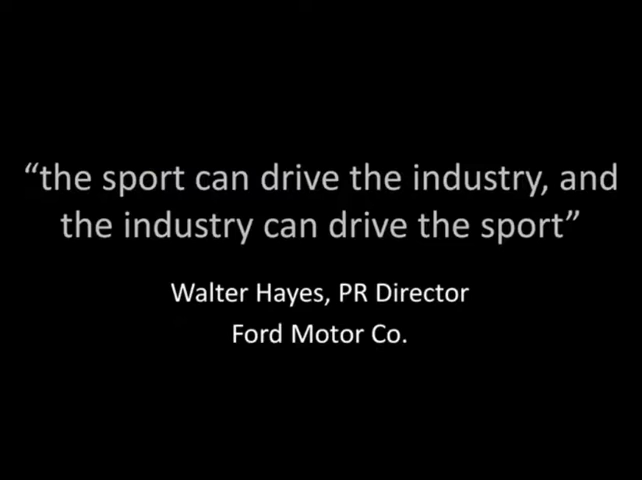 “the sport can drive the industry, and
the industry can drive the sport”
Walter Hayes, PR Director
Ford Motor Co.